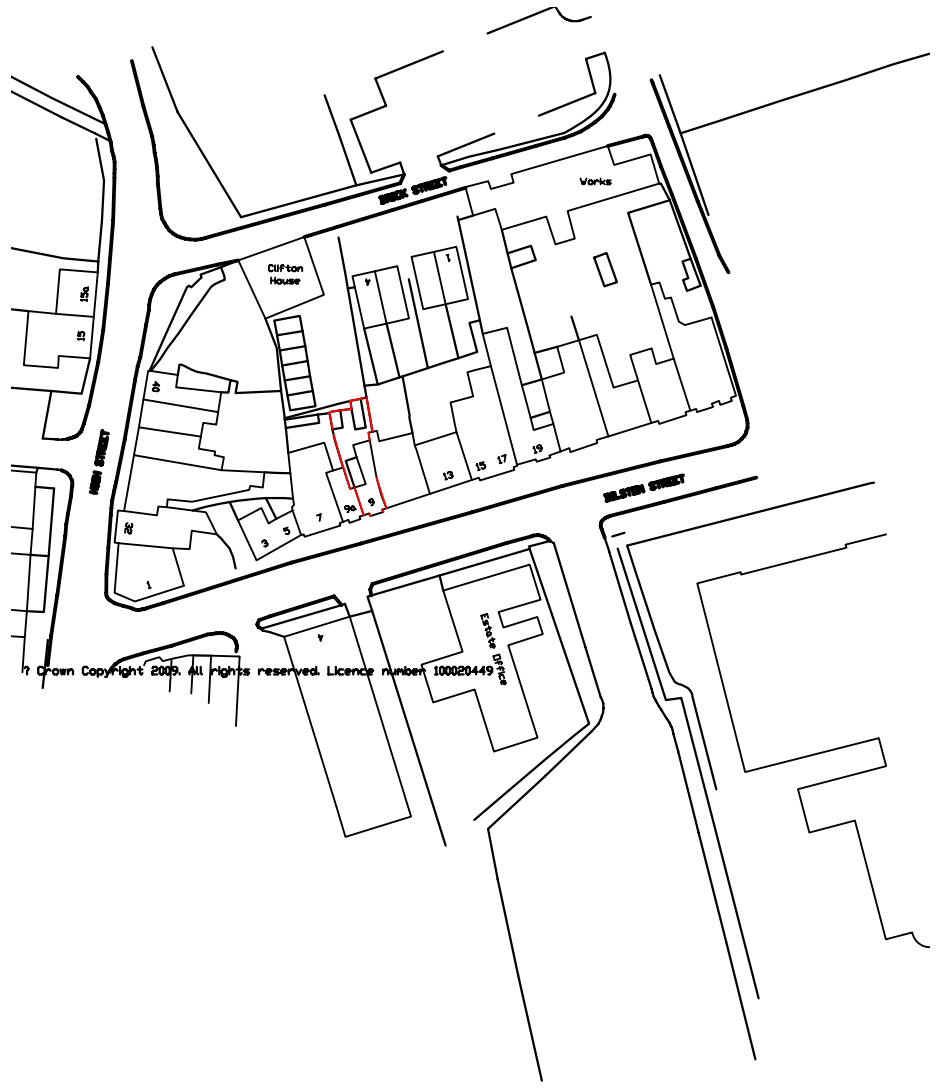 Works
BRICK STREET
Clifton
House
1
4
15a
15
40
HIGH STREET
13
15
17
19
9
9a
7
5
3
32
1
BILSTON STREET
4
Estate Office
? Crown Copyright 2009. All rights reserved. Licence number 100020449